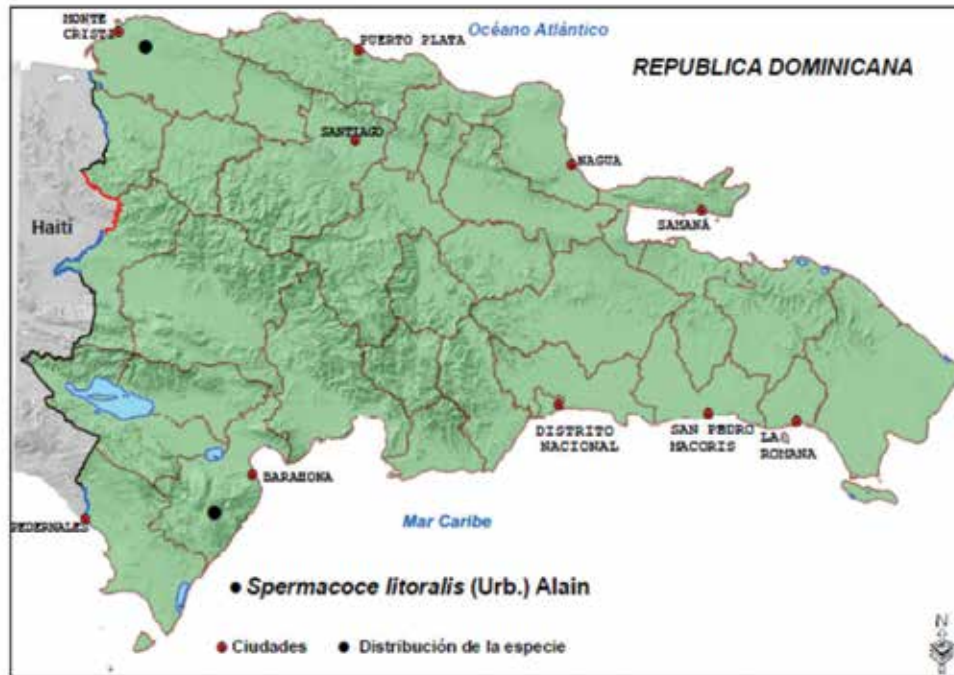 MONTE
CRISTI
PUERTO PLATA
Océano Atlántico
REPUBLICA DOMINICANA
SANTIAGO
NAGUA
SAMANÁ
Haití
DISTRITO
NACIONAL
SAN PEDRO
MACORIS
LA
ROMANA
BARAHONA
PEDERNALES
Mar Caribe
Spermacoce litoralis (Urb.) Alain
Ciudades
Distribución de la especie
N